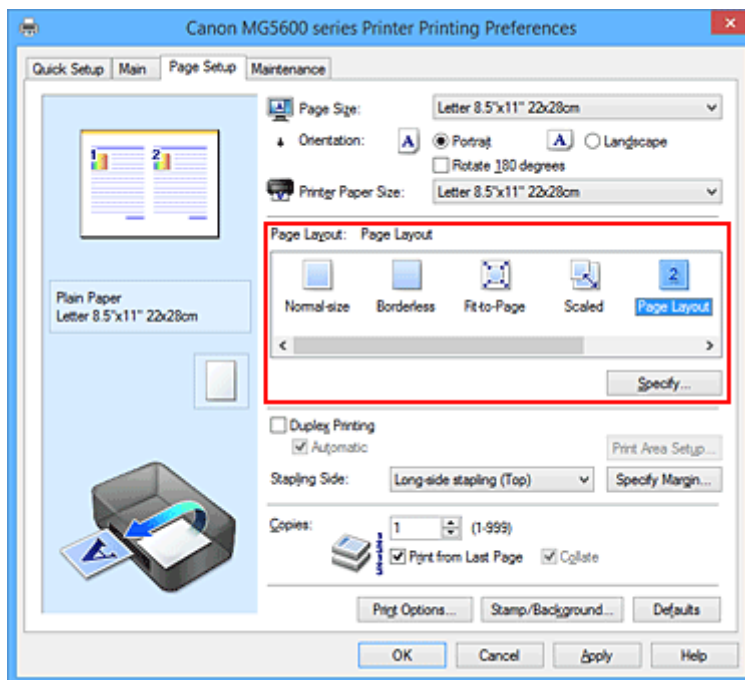 Canon MG5600 series Printer Printing Preferences
Quick Setup Main Page Setup Maintenance
1 2
Plain Paper
Letter 8.5"x11" 22x28cm
Page Size: Letter 8.5"x11" 22x28cm
Orientation: A Portrait A Landscape
Rotate 180 degrees
Printer Paper Size: Letter 8.5"x11" 22x28cm
Page Layout: Page Layout
2
Normal-size Borderless Fit-to-Page Scaled Page Layout
Specify...
Duplex Printing
Automatic Print Area Setup...
Stapling Side: Long-side stapling (Top) Specify Margin...
Copies: 1 (1-999)
Print from Last Page Collate
A
Print Options... Stamp/Background... Defaults
OK Cancel Apply Help